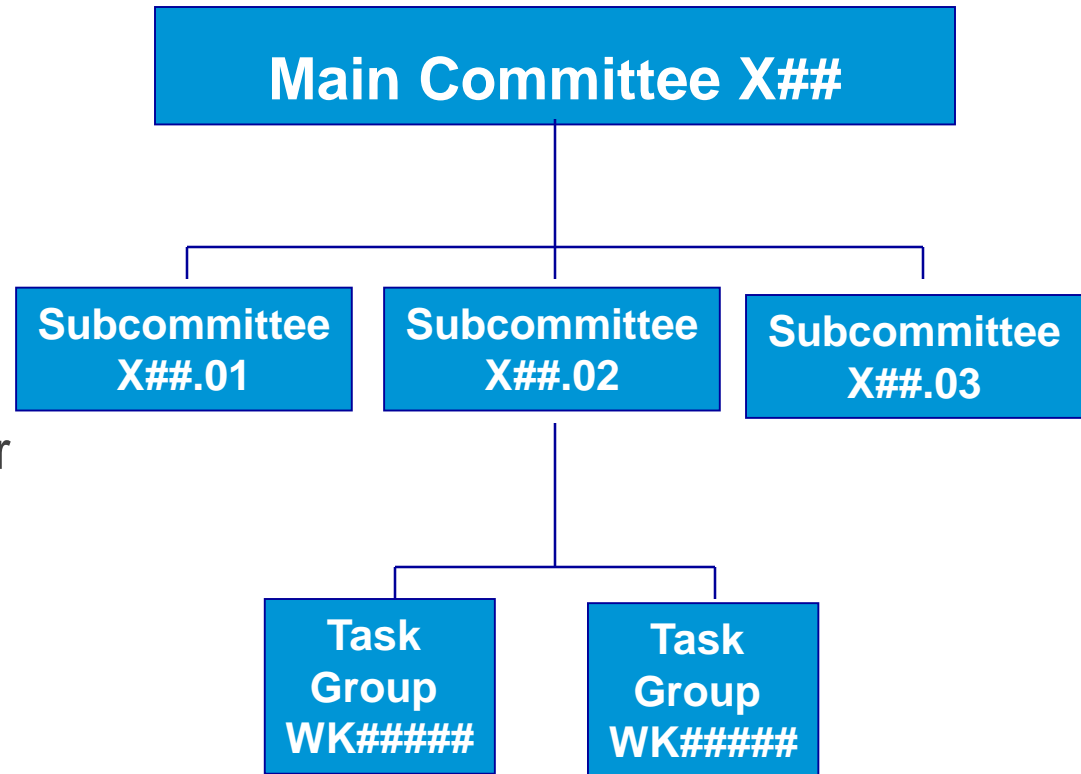 Main Committee X##
Subcommittee
X##.01
Subcommittee
X##.02
Subcommittee
X##.03
r
Task
Group
WK#####
Task
Group
WK#####